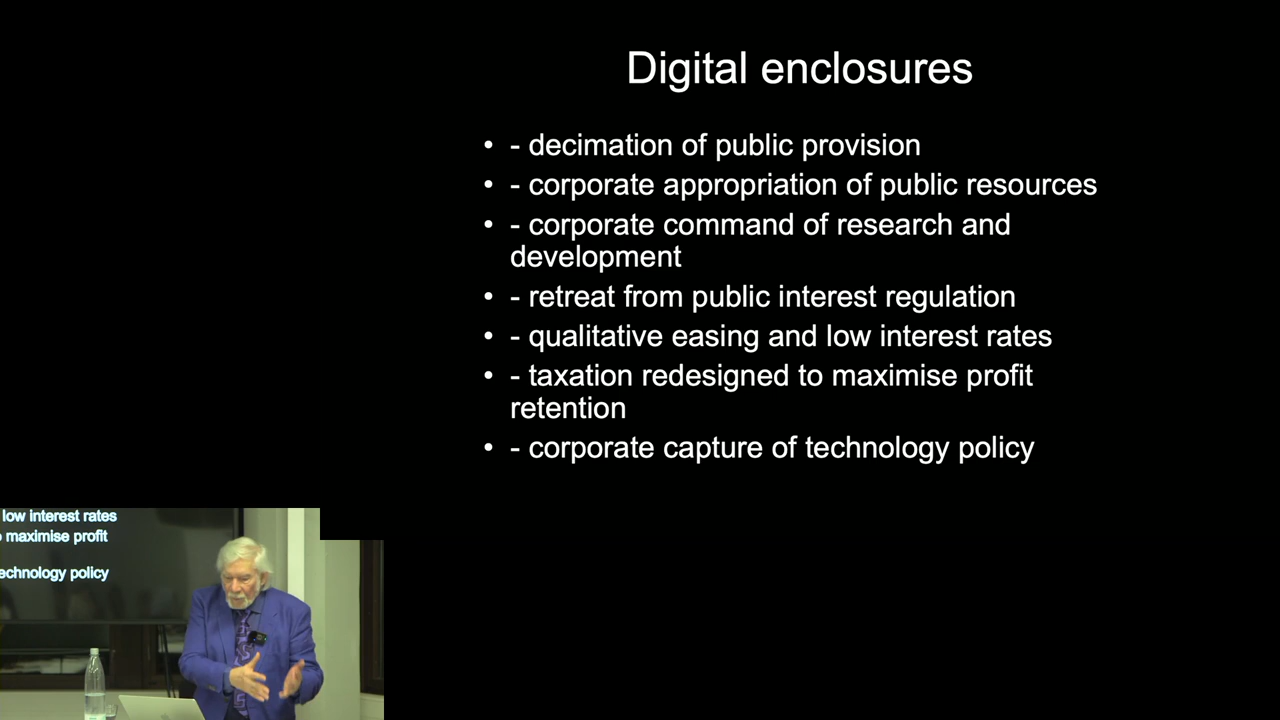 Digital enclosures
• - decimation of public provision
• - corporate appropriation of public resources
• - corporate command of research and
development
• - retreat from public interest regulation
• - qualitative easing and low interest rates
• - taxation redesigned to maximise profit
retention
• - corporate capture of technology policy
low interest rates
maximise profit
technology policy